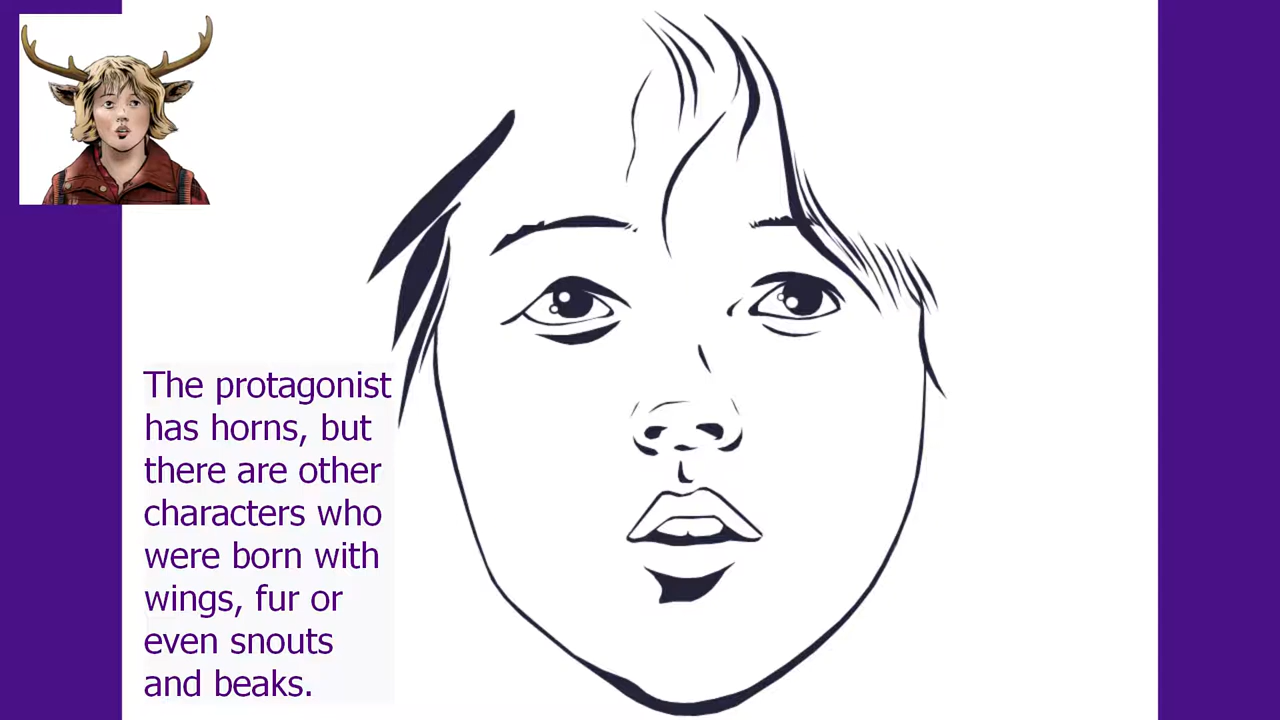 The protagonist
has horns, but
there are other
characters who
were born with
wings, fur or
even snouts
and beaks.